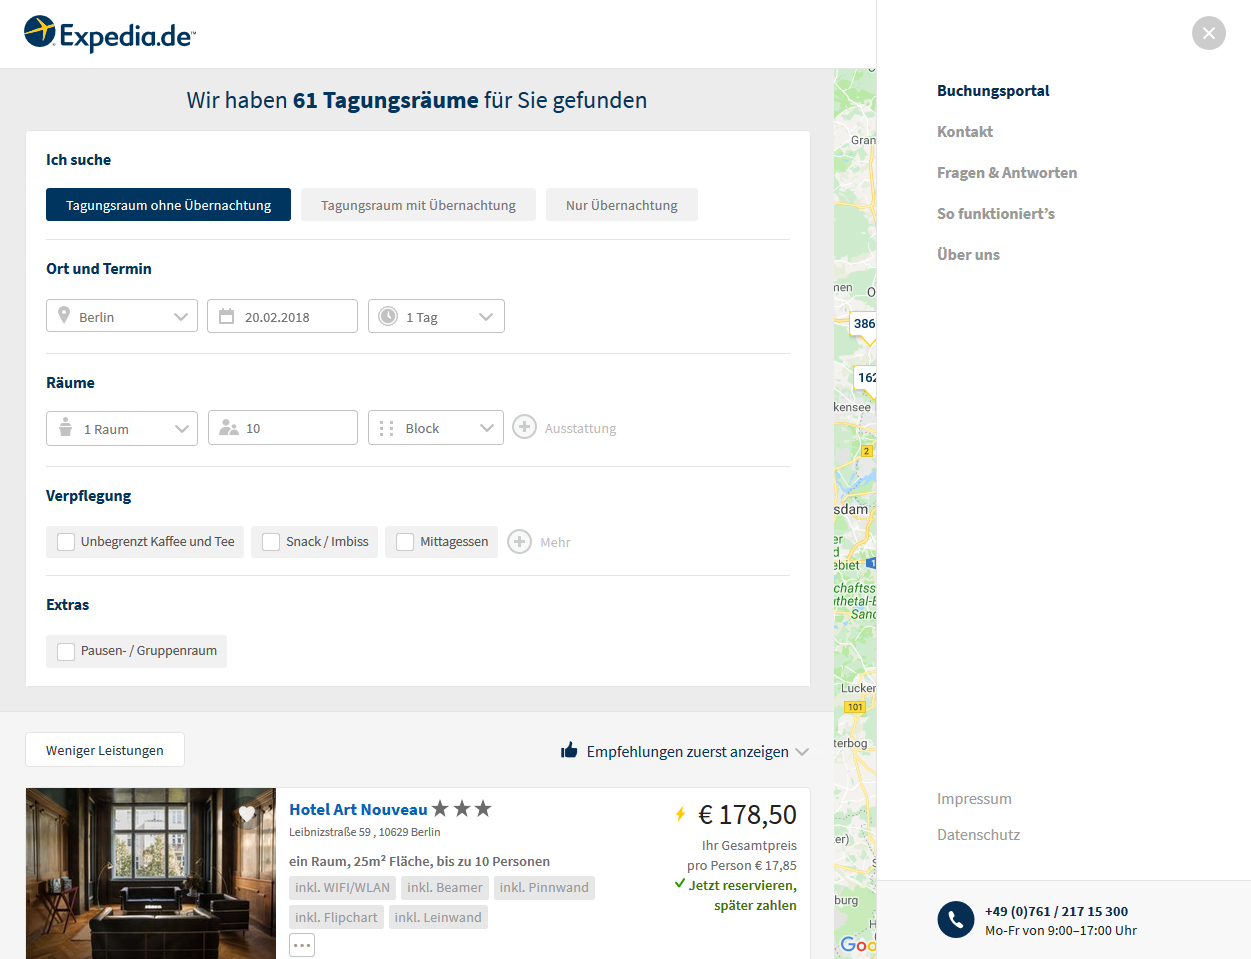 Expedia.de™
Wir haben 61 Tagungsräume für Sie gefunden
Ich suche
Tagungsraum ohne Übernachtung
Tagungsraum mit Übernachtung
Nur Übernachtung
Ort und Termin
Berlin
20.02.2018
1 Tag
Räume
1 Raum
10
Block
Ausstattung
Verpflegung
Unbegrenzt Kaffee und Tee
Snack / Imbiss
Mittagessen
Mehr
Extras
Pausen- / Gruppenraum
Weniger Leistungen
Empfehlungen zuerst anzeigen
Hotel Art Nouveau
Leibnizstraße 59 , 10629 Berlin
ein Raum, 25m² Fläche, bis zu 10 Personen
inkl. WIFI/WLAN
inkl. Beamer
inkl. Pinnwand
inkl. Flipchart
inkl. Leinwand
€ 178,50
Ihr Gesamtpreis
pro Person € 17,85
Jetzt reservieren,
später zahlen
Gran
men
O
386
162
kensee
2
sdam
er
d
ebiet
1
chaftss
uthetal-B
Sand
Lucken
101
terbog
er)
S
burg
H
Goo
Buchungsportal
Kontakt
Fragen & Antworten
So funktioniert’s
Über uns
Impressum
Datenschutz
+49 (0)761 / 217 15 300
Mo-Fr von 9:00–17:00 Uhr